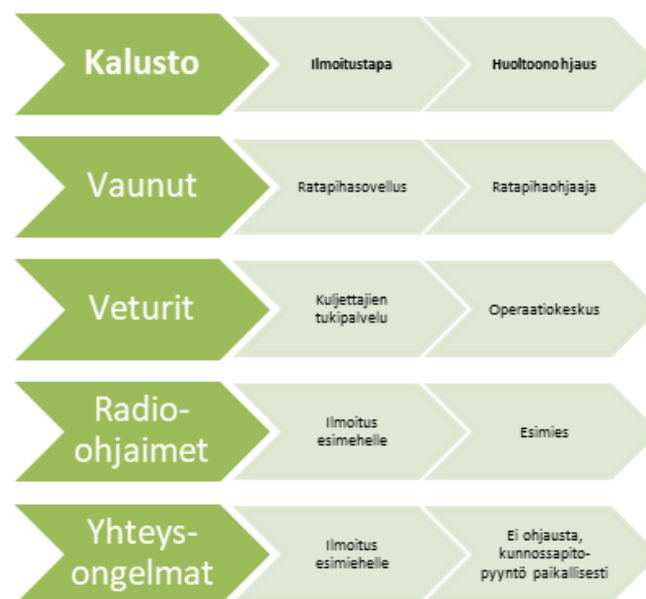 Kalusto
Ilmoitustapa
Huoltoonohjaus
Vaunut
Ratapihasovellus
Ratapihaohjaaja
Veturit
Kuljettajien
tukipalvelu
Operaatiokeskus
Radio-
ohjaimet
Ilmoitus
esimehelle
Esimies
Yhteys-
ongelmat
Ilmoitus
esimiehelle
Ei ohjausta,
kunnossapito-
pyyntö paikallisesti